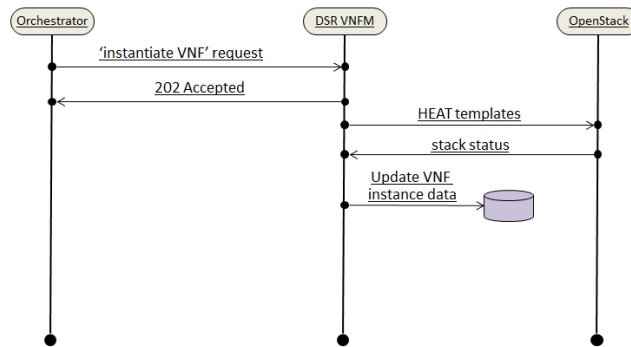 Orchestrator
DSR VNFM
OpenStack
‘instantiate VNF’ request
202 Accepted
HEAT templates
stack status
Update VNF
instance data